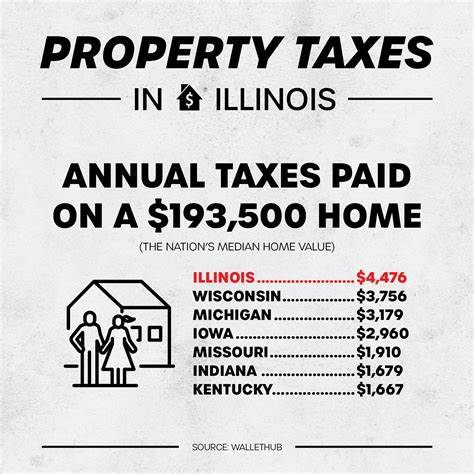 PROPERTY TAXES
IN $ ILLINOIS
ANNUAL TAXES PAID
ON A $193,500 HOME
(THE NATION'S MEDIAN HOME VALUE)
ILLINOIS....................$4,476
WISCONSIN...............$3,756
MICHIGAN..................$3,179
IOWA..........................$2,960
MISSOURI..................$1,910
INDIANA.....................$1,679
KENTUCKY.................$1,667
SOURCE: WALLETHUB